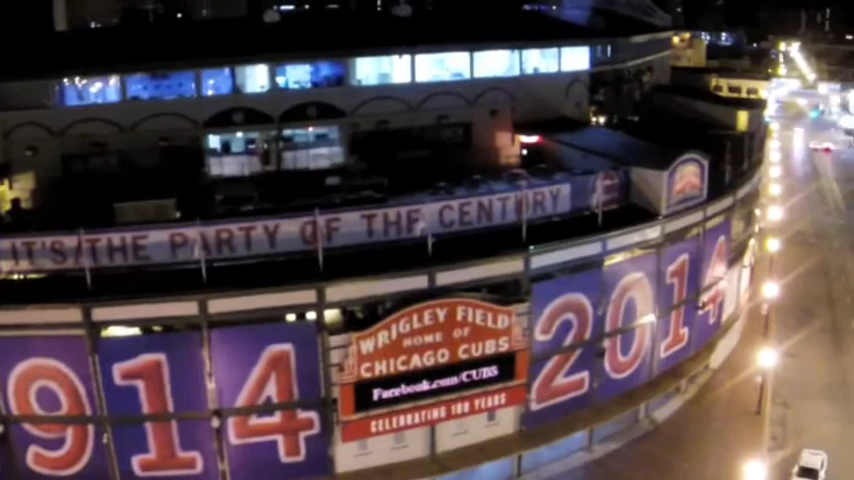 IT'S THE PARTY OF THE CENTURY
914
WRIGLEY FIELD
HOME OF
CHICAGO CUBS
Facebook.com/CUBS
CELEBRATING 100 YEARS
2014